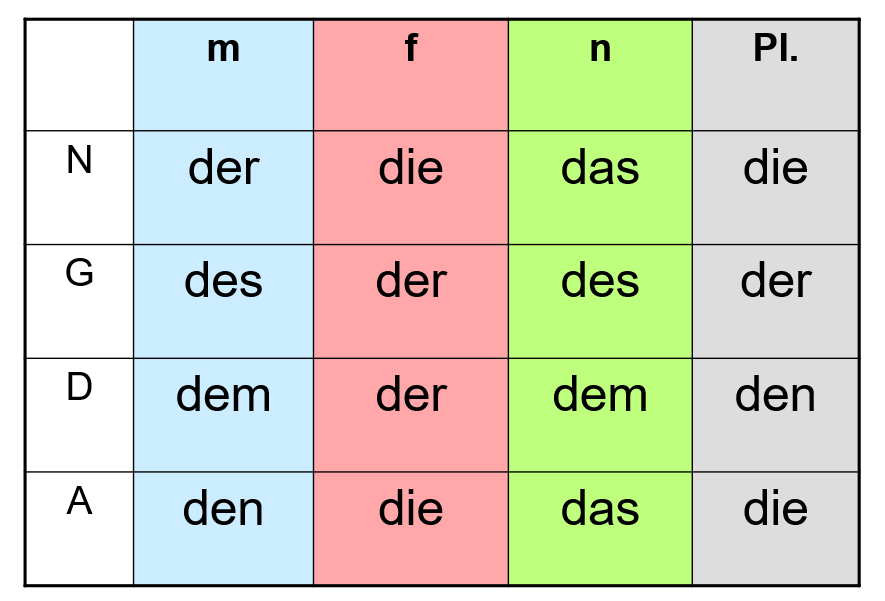 m f n Pl.
N der die das die
G des der des der
D dem der dem den
A den die das die